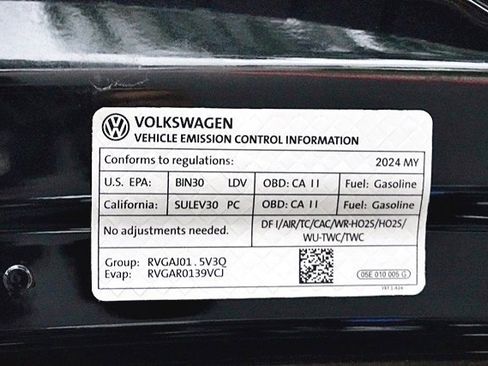 VOLKSWAGEN
VEHICLE EMISSION CONTROL INFORMATION
Conforms to regulations: 2024 MY
U.S. EPA: BIN30 LDV OBD: CA II Fuel: Gasoline
California: SULEV30 PC OBD: CA II Fuel: Gasoline
No adjustments needed. DFI/AIR/TC/CAC/WR-HO2S/HO2S/
WU-TWC/TWC
Group: RVGAJ01.5V3Q
Evap: RVGAR0139VCJ
05E 010 005 G